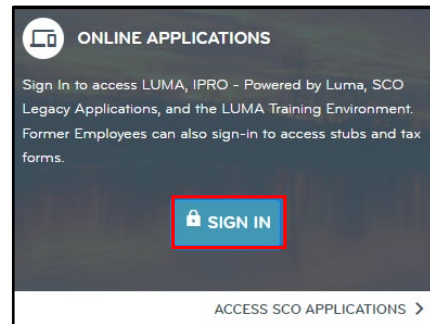 ONLINE APPLICATIONS
Sign In to access LUMA, IPRO - Powered by Luma, SCO
Legacy Applications, and the LUMA Training Environment.
Former Employees can also sign-in to access stubs and tax
forms.
SIGN IN
ACCESS SCO APPLICATIONS >